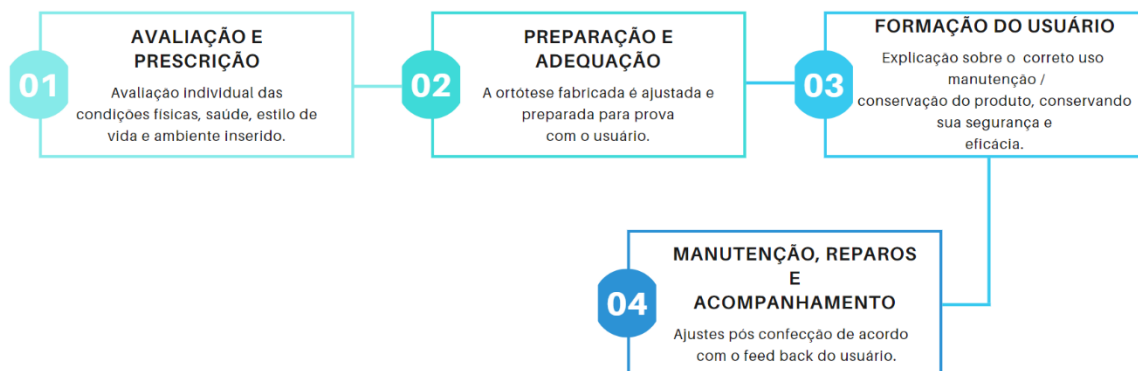 01
AVALIAÇÃO E
PRESCRIÇÃO
Avaliação individual das
condições físicas, saúde, estilo de
vida e ambiente inserido.
02
PREPARAÇÃO E
ADEQUAÇÃO
A ortótese fabricada é ajustada e
preparada para prova
com o usuário.
03
FORMAÇÃO DO USUÁRIO
Explicação sobre o correto uso
manutenção /
conservação do produto, conservando
sua segurança e
eficácia.
04
MANUTENÇÃO, REPAROS
E
ACOMPANHAMENTO
Ajustes pós confecção de acordo
com o feed back do usuário.